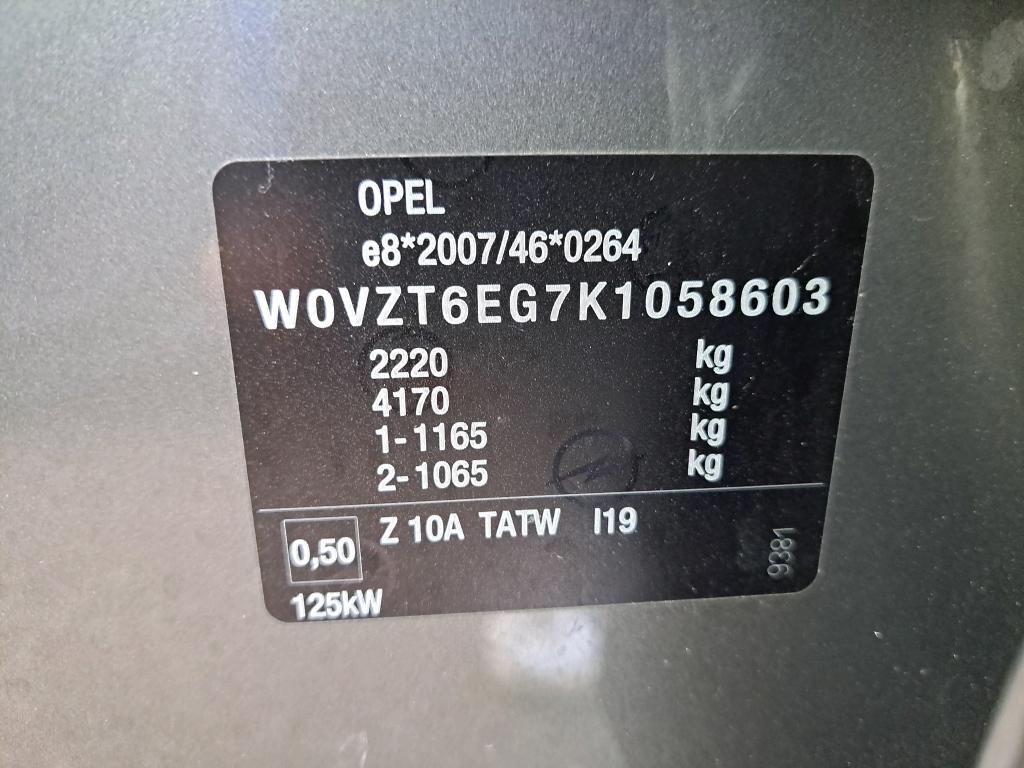 OPEL
e8*2007/46*0264
W0VZT6EG7K1058603
2220 kg
4170 kg
1-1165 kg
2-1065 kg
0,50 Z 10A TATW I19
125kW
9381